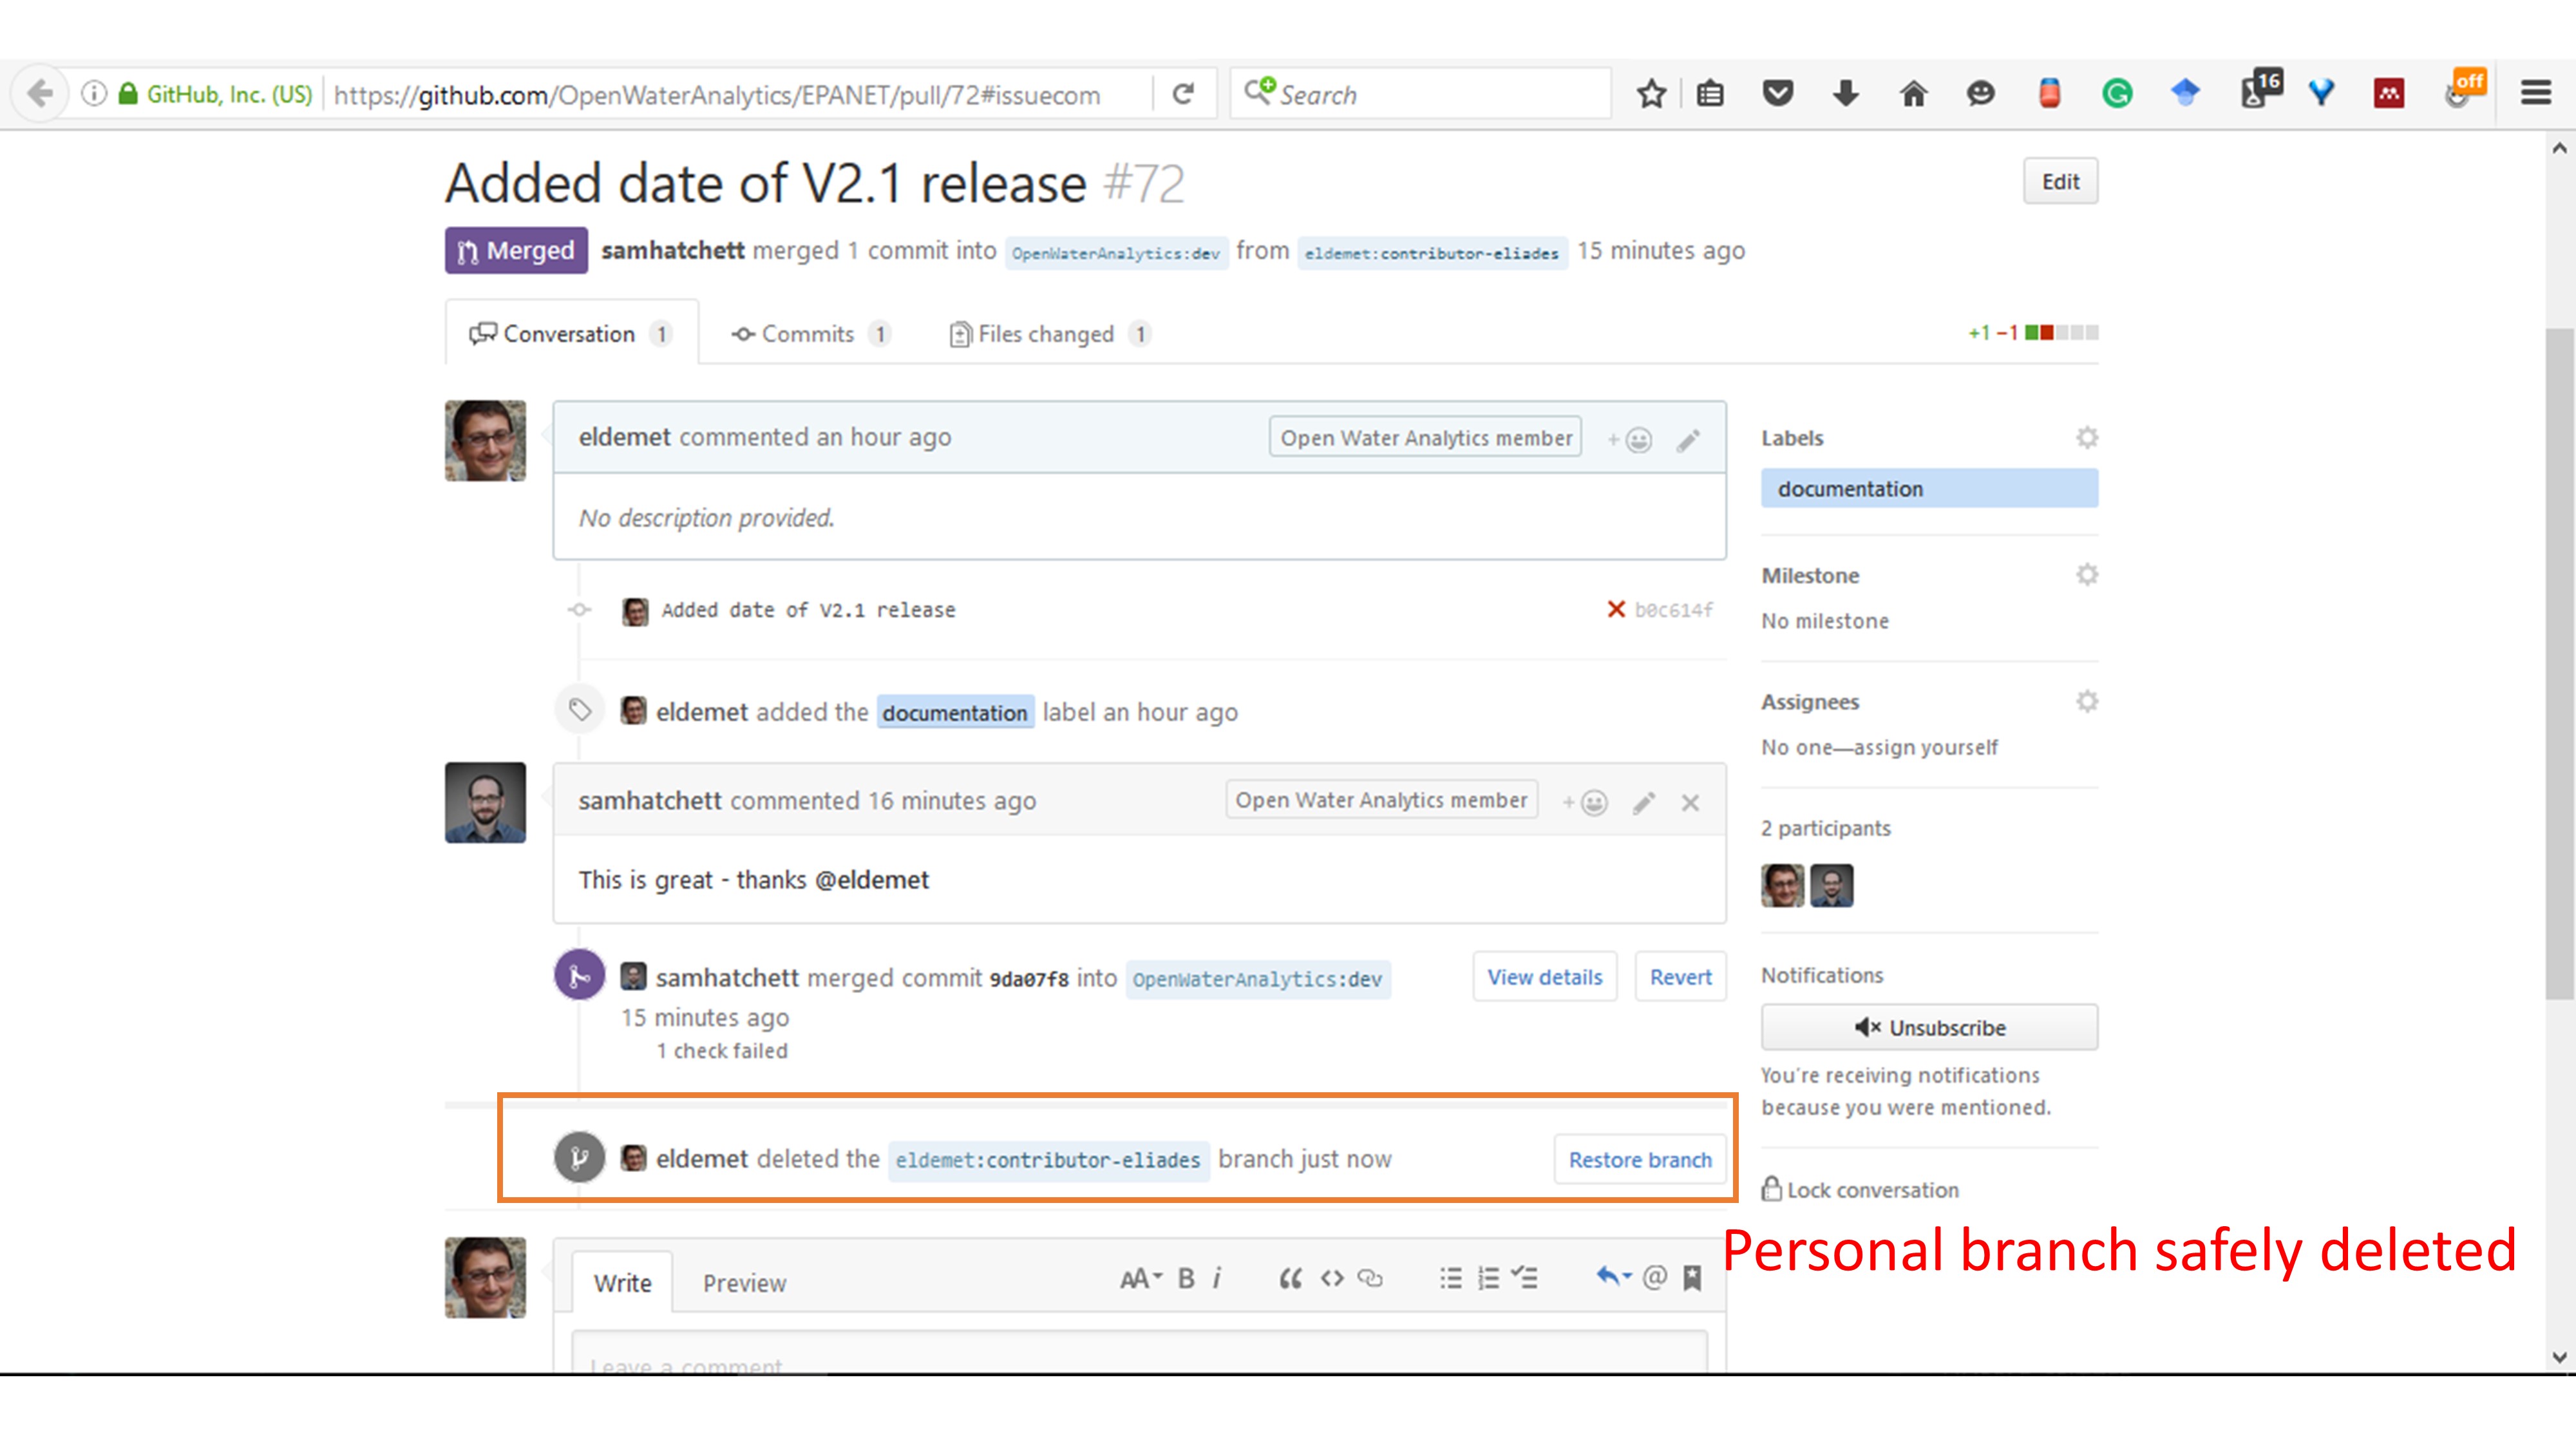 GitHub, Inc. (US) https://github.com/OpenWaterAnalytics/EPANET/pull/72#issuecom Search 16 off
Added date of V2.1 release #72 Edit
Merged samhatchett merged 1 commit into OpenWaterAnalytics:dev from eldemet:contributor-eliades 15 minutes ago
Conversation 1 Commits 1 Files changed 1 +1 −1
eldemet commented an hour ago Open Water Analytics member
No description provided.
Added date of V2.1 release b0c614f
eldemet added the documentation label an hour ago
samhatchett commented 16 minutes ago Open Water Analytics member
This is great - thanks @eldemet
samhatchett merged commit 9da07f8 into OpenWaterAnalytics:dev View details Revert
15 minutes ago
1 check failed
eldemet deleted the eldemet:contributor-eliades branch just now Restore branch
Write Preview
Leave a comment
Labels
documentation
Milestone
No milestone
Assignees
No one—assign yourself
2 participants
Notifications
Unsubscribe
You're receiving notifications
because you were mentioned.
Lock conversation
Personal branch safely deleted